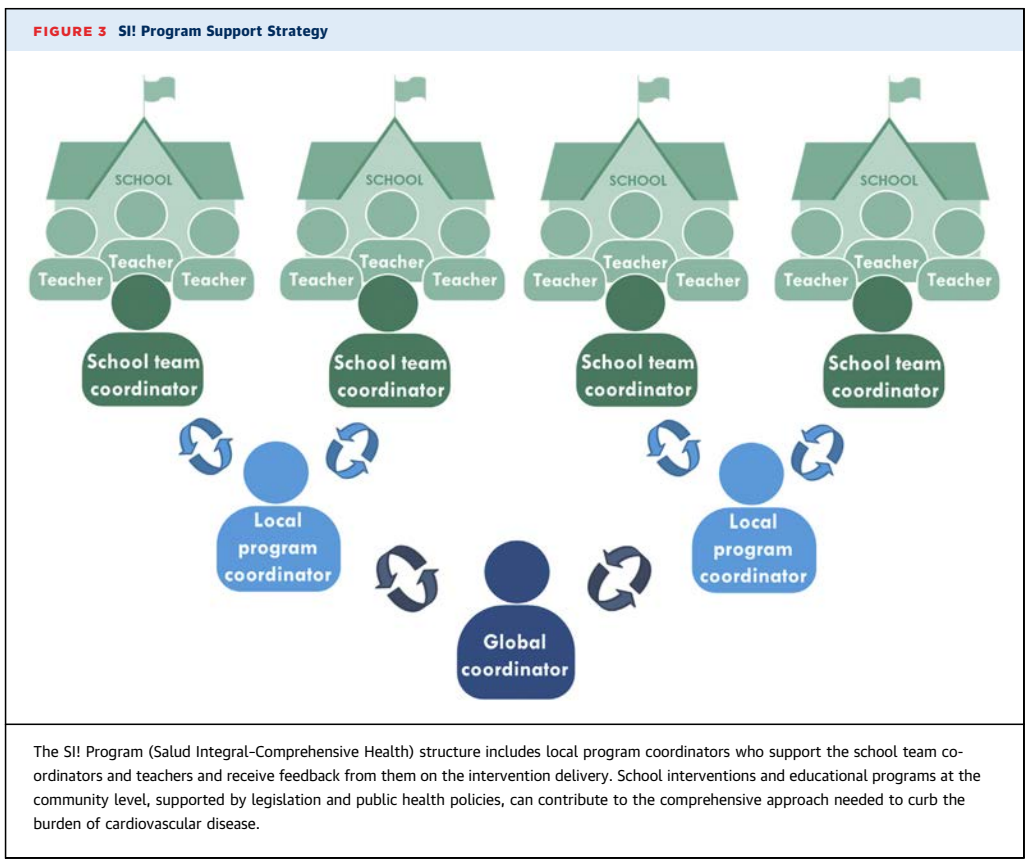 FIGURE 3 SI! Program Support Strategy
SCHOOL SCHOOL SCHOOL SCHOOL
Teacher Teacher Teacher Teacher
Teacher Teacher Teacher Teacher Teacher Teacher Teacher Teacher
School team
coordinator
School team
coordinator
School team
coordinator
School team
coordinator
Local
program
coordinator
Local
program
coordinator
Global
coordinator
The SI! Program (Salud Integral-Comprehensive Health) structure includes local program coordinators who support the school team co-
ordinators and teachers and receive feedback from them on the intervention delivery. School interventions and educational programs at the
community level, supported by legislation and public health policies, can contribute to the comprehensive approach needed to curb the
burden of cardiovascular disease.